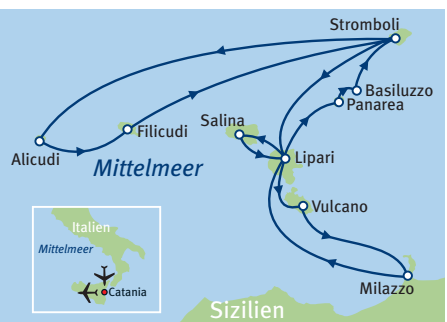 Stromboli
Basiluzzo
Panarea
Filicudi
Salina
Alicudi
Mittelmeer
Lipari
Vulcano
Italien
Mittelmeer
Catania
Milazzo
Sizilien